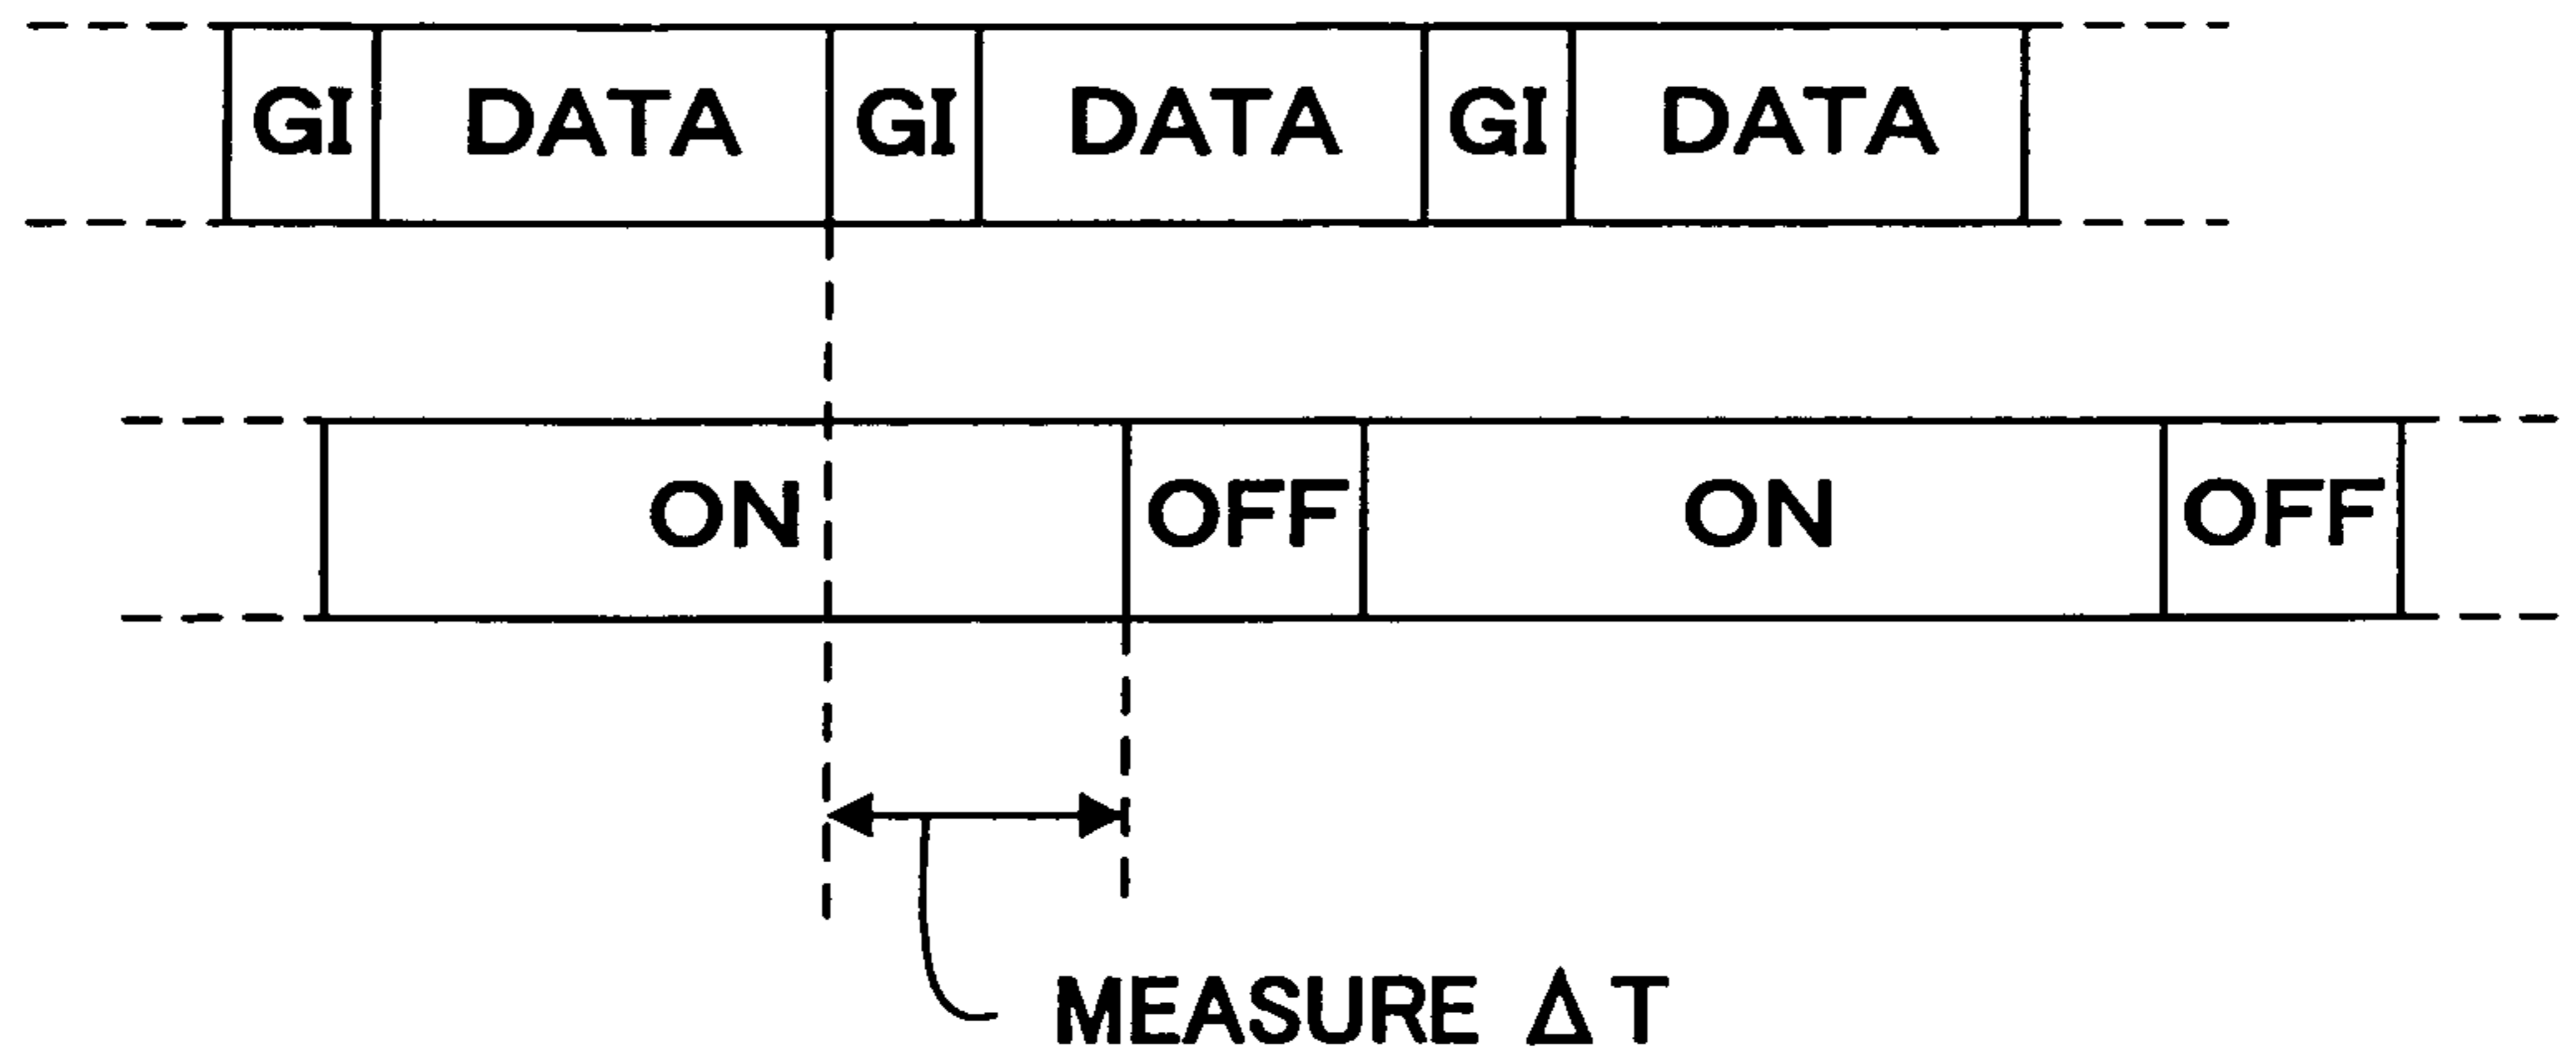 GI DATA GI DATA GI DATA
ON OFF ON OFF
MEASURE ΔT